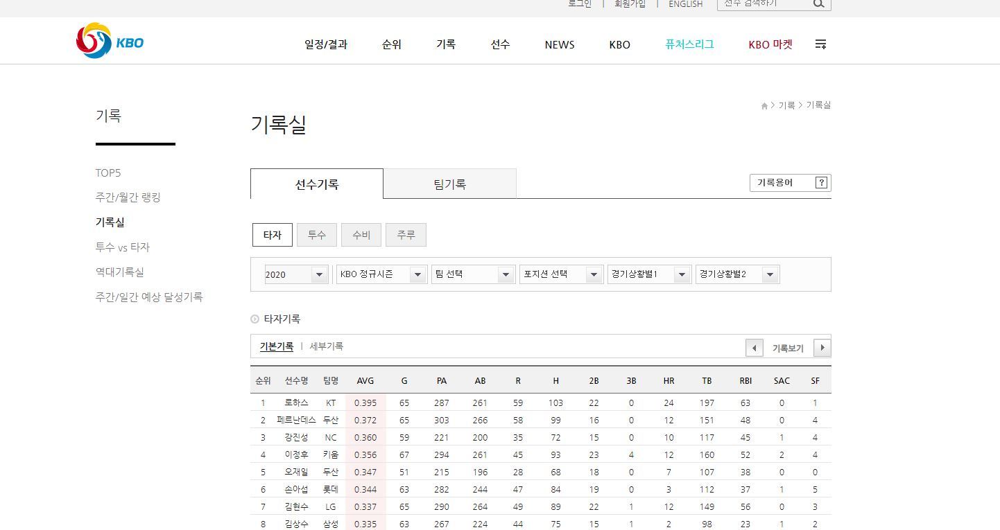 로그인 | 회원가입 | ENGLISH 선수 검색하기
KBO 일정/결과 순위 기록 선수 NEWS KBO 퓨처스리그 KBO 마켓
기록
TOP5
주간/월간 랭킹
기록실
투수 vs 타자
역대기록실
주간/일간 예상 달성기록
> 기록 > 기록실
기록실
선수기록 팀기록 기록용어 ?
타자 투수 수비 주루
2020 KBO 정규시즌 팀 선택 포지션 선택 경기상황별1 경기상황별2
타자기록
기본기록 | 세부기록 기록보기
순위 선수명 팀명 AVG G PA AB R H 2B 3B HR TB RBI SAC SF
1 로하스 KT 0.395 65 287 261 59 103 22 0 24 197 63 0 1
2 페르난데스 두산 0.372 65 303 266 58 99 16 0 12 151 48 0 4
3 강진성 NC 0.360 59 221 200 35 72 15 0 10 117 45 1 4
4 이정후 키움 0.356 67 294 261 45 93 23 4 12 160 52 2 4
5 오재일 두산 0.347 51 215 196 28 68 18 0 7 107 38 0 0
6 손아섭 롯데 0.344 63 282 244 47 84 19 0 3 112 37 1 5
7 김현수 LG 0.337 65 290 264 49 89 22 1 12 149 56 0 3
8 김상수 삼성 0.335 63 267 224 44 75 15 1 2 98 23 1 2